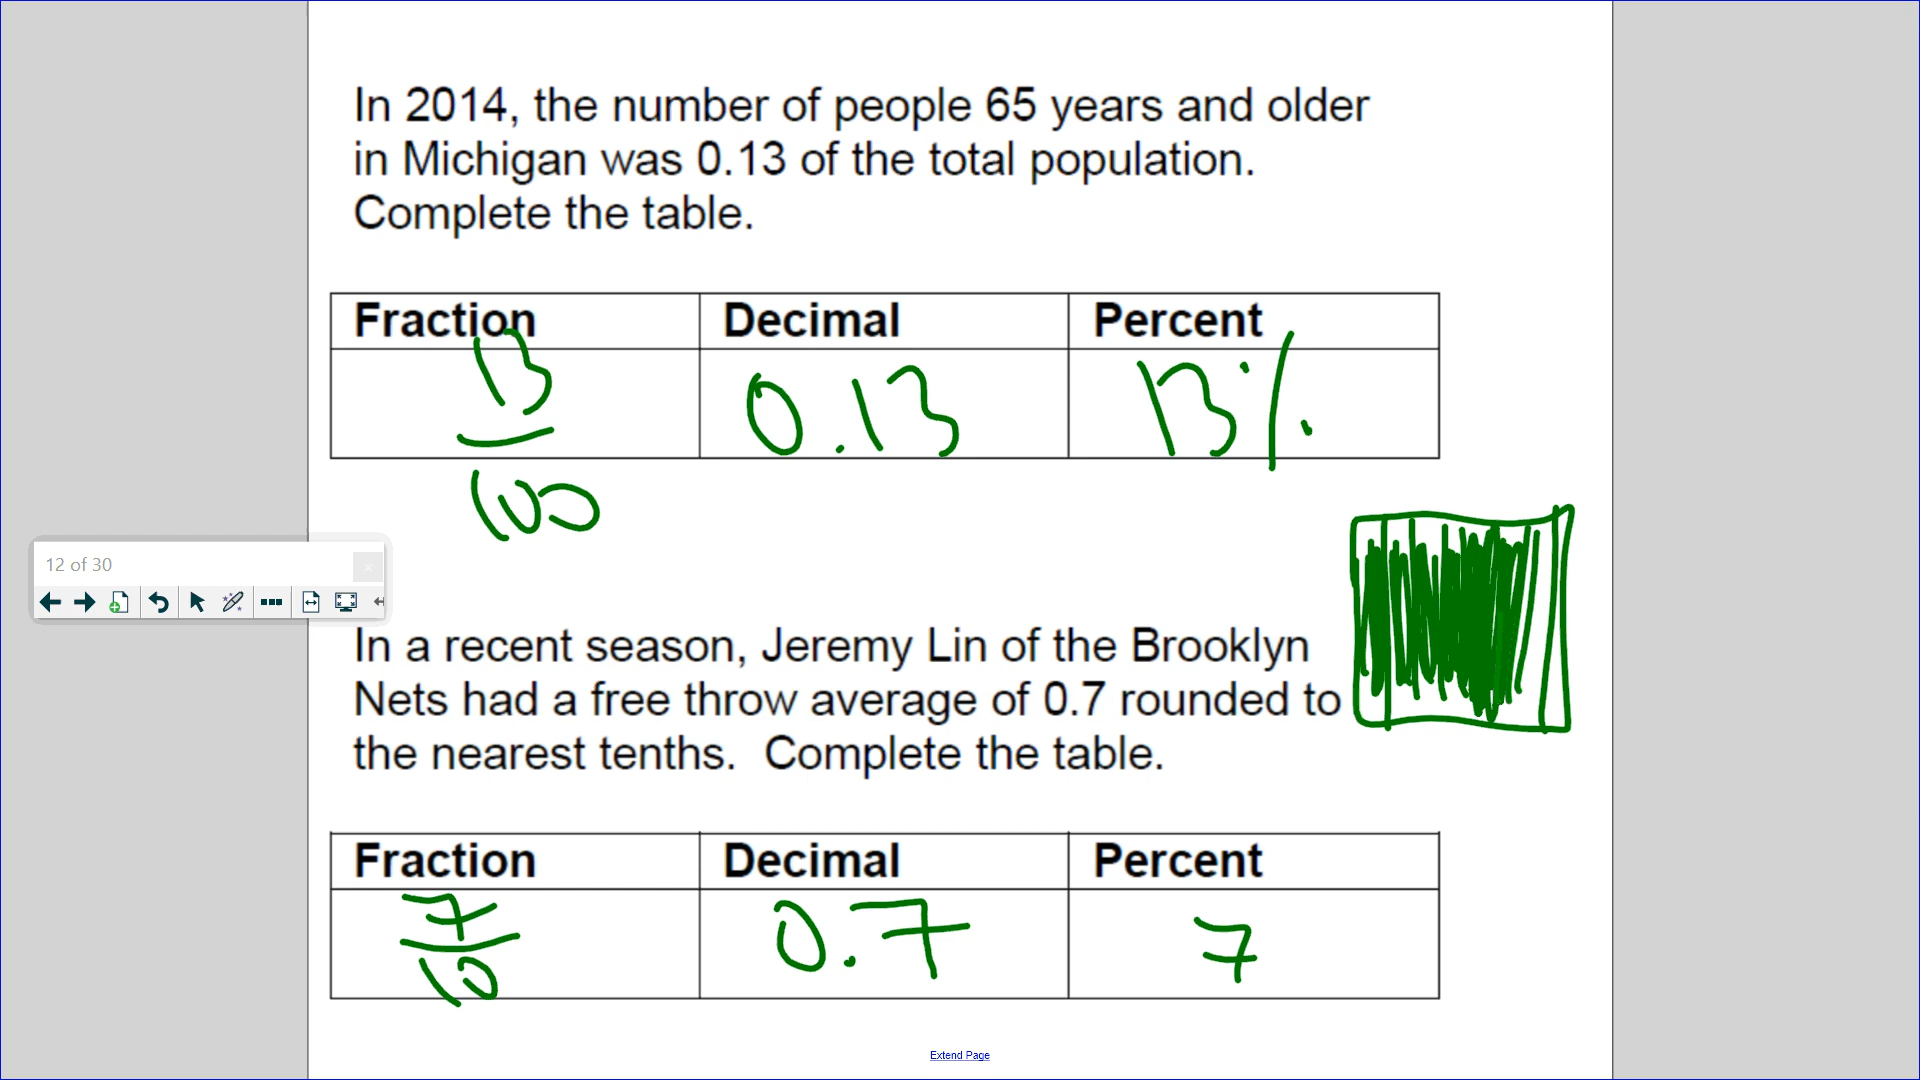 In 2014, the number of people 65 years and older
in Michigan was 0.13 of the total population.
Complete the table.
Fraction Decimal Percent
13/100 0.13 13%
12 of 30
In a recent season, Jeremy Lin of the Brooklyn
Nets had a free throw average of 0.7 rounded to
the nearest tenths. Complete the table.
Fraction Decimal Percent
7/10 0.7 7
Extend Page